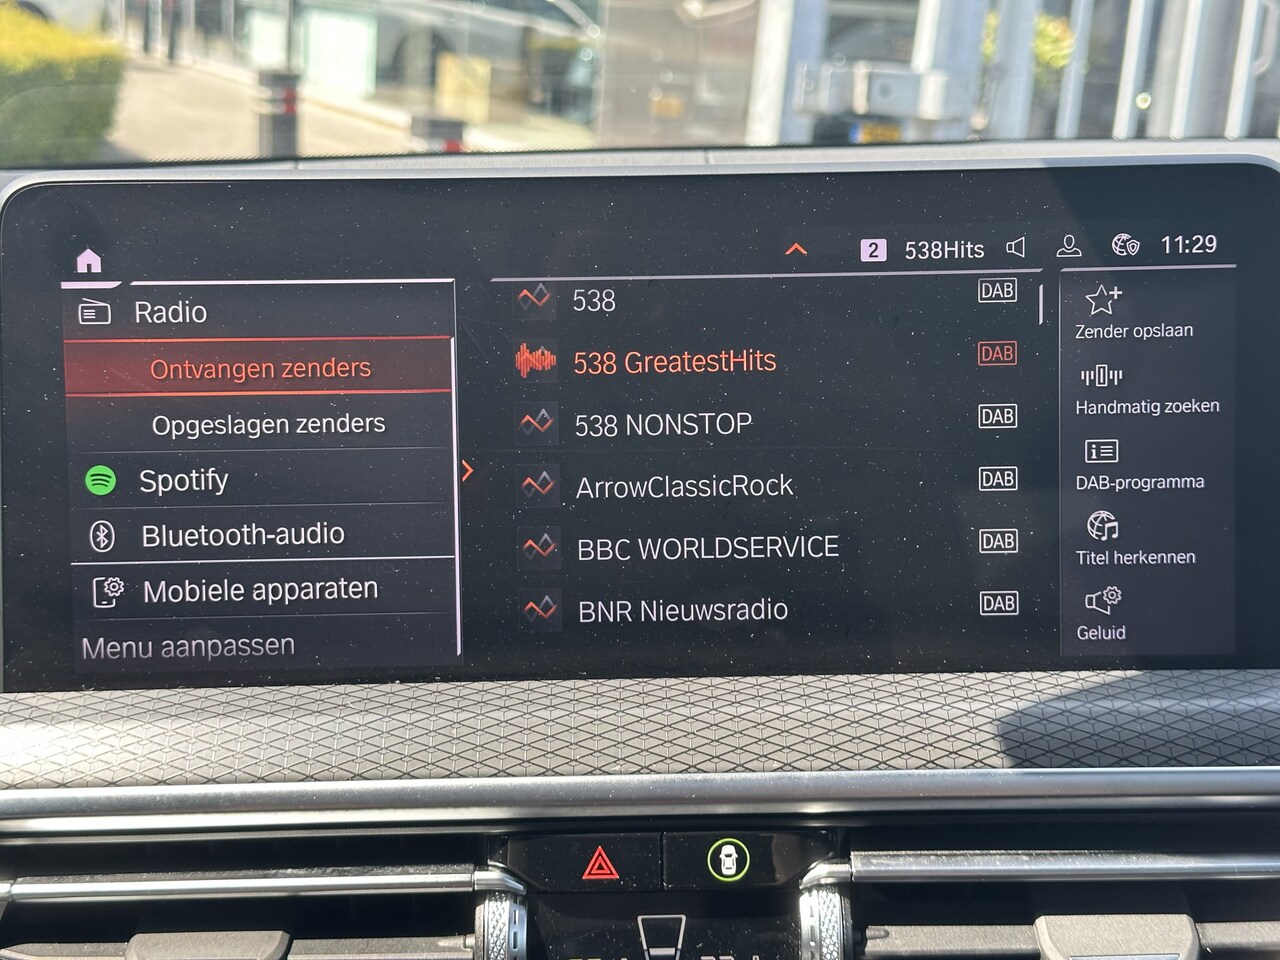 2 538Hits 11:29
Radio
Ontvangen zenders
Opgeslagen zenders
Spotify
Bluetooth-audio
Mobiele apparaten
Menu aanpassen
538 DAB
538 GreatestHits DAB
538 NONSTOP DAB
ArrowClassicRock DAB
BBC WORLDSERVICE DAB
BNR Nieuwsradio DAB
Zender opslaan
Handmatig zoeken
DAB-programma
Titel herkennen
Geluid